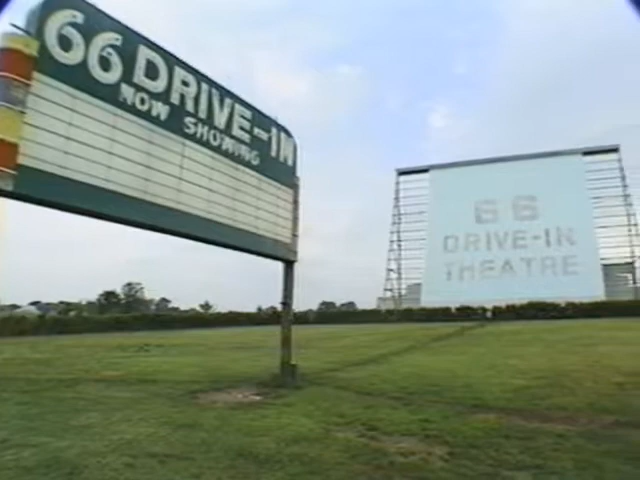 66 DRIVE-IN
NOW SHOWING
66
DRIVE-IN
THEATRE